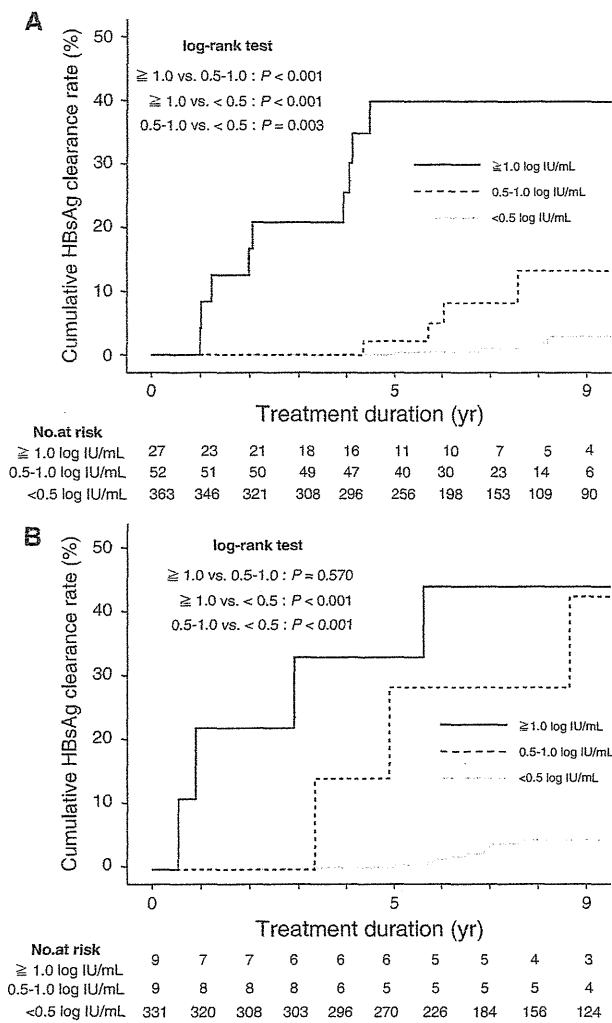 A
Cumulative HBsAg clearance rate (%)
50
40
30
20
10
0
log-rank test
≧ 1.0 vs. 0.5-1.0 : P < 0.001
≧ 1.0 vs. < 0.5 : P < 0.001
0.5-1.0 vs. < 0.5 : P = 0.003
≧1.0 log IU/mL
0.5-1.0 log IU/mL
<0.5 log IU/mL
0 5 9
Treatment duration (yr)
No.at risk
≧ 1.0 log IU/mL 27 23 21 18 16 11 10 7 5 4
0.5-1.0 log IU/mL 52 51 50 49 47 40 30 23 14 6
<0.5 log IU/mL 363 346 321 308 296 256 198 153 109 90
B
Cumulative HBsAg clearance rate (%)
50
40
30
20
10
0
log-rank test
≧ 1.0 vs. 0.5-1.0 : P = 0.570
≧ 1.0 vs. < 0.5 : P < 0.001
0.5-1.0 vs. < 0.5 : P < 0.001
≧1.0 log IU/mL
0.5-1.0 log IU/mL
<0.5 log IU/mL
0 5 9
Treatment duration (yr)
No.at risk
≧ 1.0 log IU/mL 9 7 7 6 6 6 5 5 4 3
0.5-1.0 log IU/mL 9 8 8 8 6 5 5 5 5 4
<0.5 log IU/mL 331 320 308 303 296 270 226 184 156 124